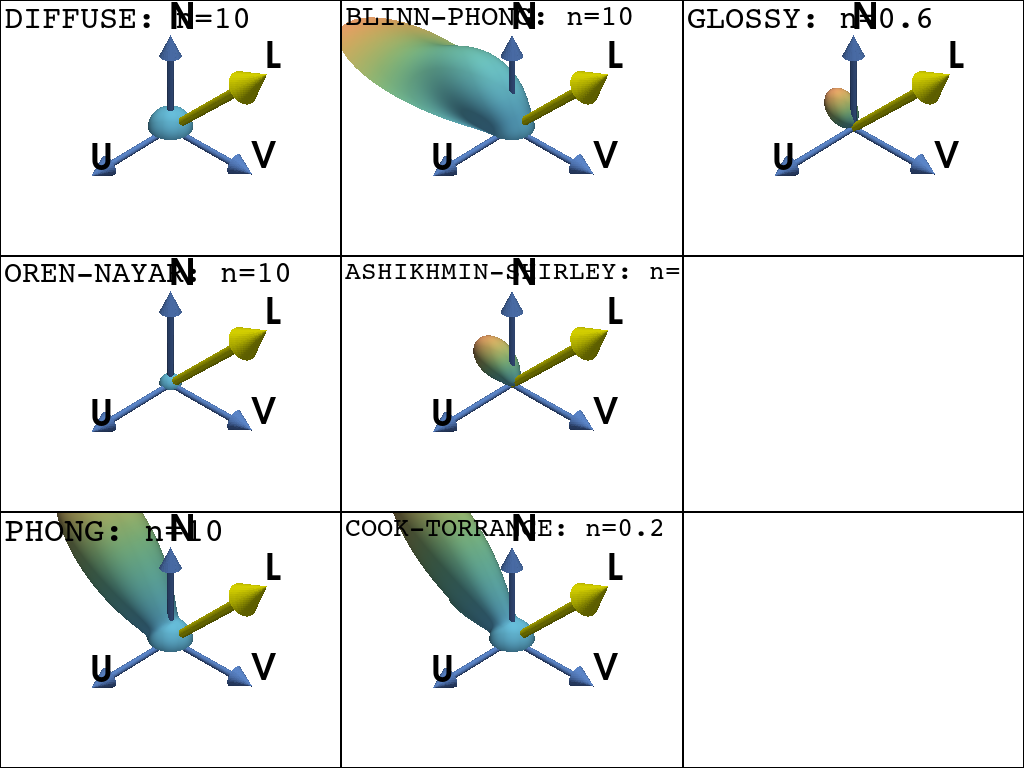 DIFFUSE: n=10
N
L
U
V
BLINN-PHONG: n=10
N
L
U
V
GLOSSY: n=0.6
N
L
U
V
OREN-NAYAR: n=10
N
L
U
V
ASHIKHMIN-SHIRLEY: n=
N
L
U
V
PHONG: n=10
N
L
U
V
COOK-TORRANCE: n=0.2
N
L
U
V